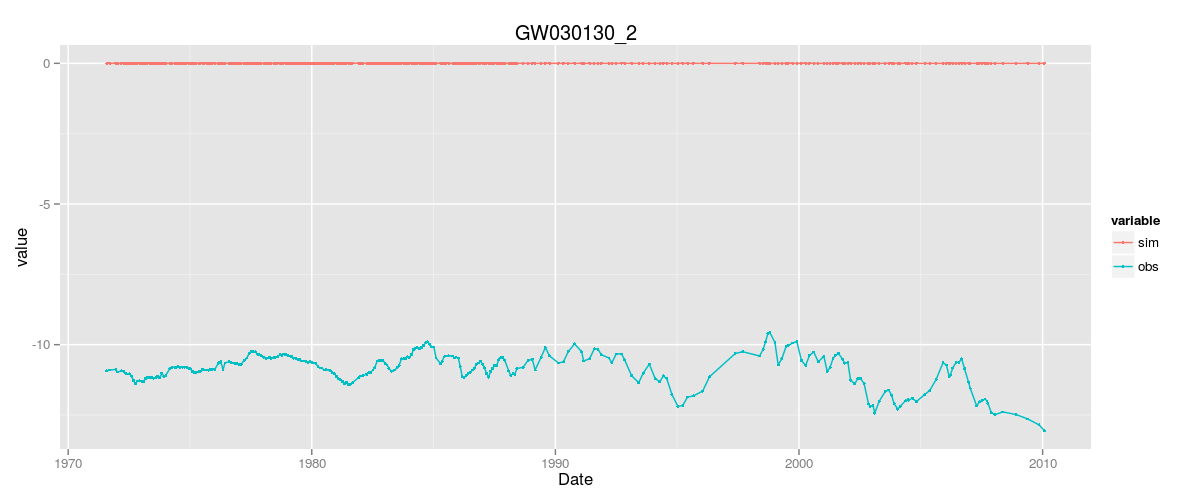 GW030130_2
value
0
-5
-10
1970
1980
1990
2000
2010
Date
variable
sim
obs